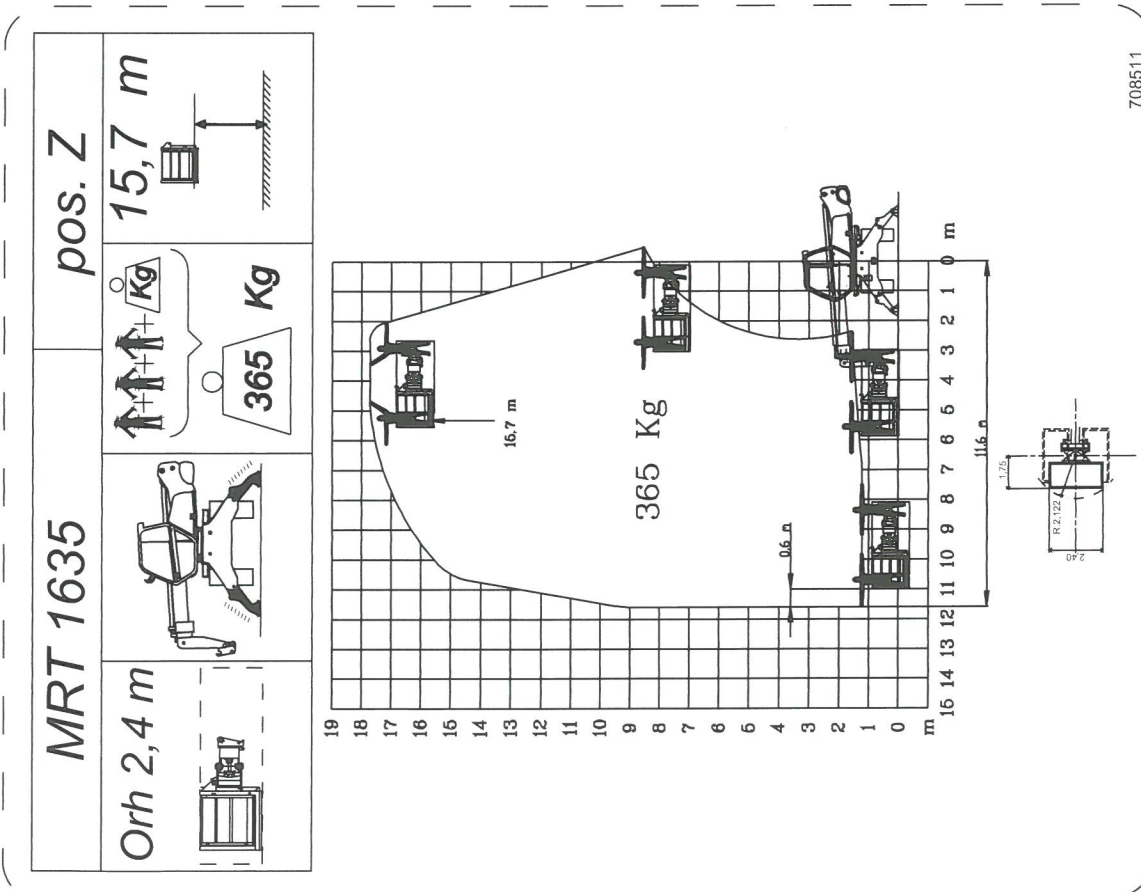 MRT 1635
pos. Z
Orh 2,4 m
+ + + Kg
365 Kg
15,7 m
19
18
17
16
15
14
13
12
11
10
9
8
7
6
5
4
3
2
1
0
m
16,7 m
365 Kg
0.6 m
11.6 m
15 14 13 12 11 10 9 8 7 6 5 4 3 2 1 0 m
1,75
R.2,122
2,40
708511